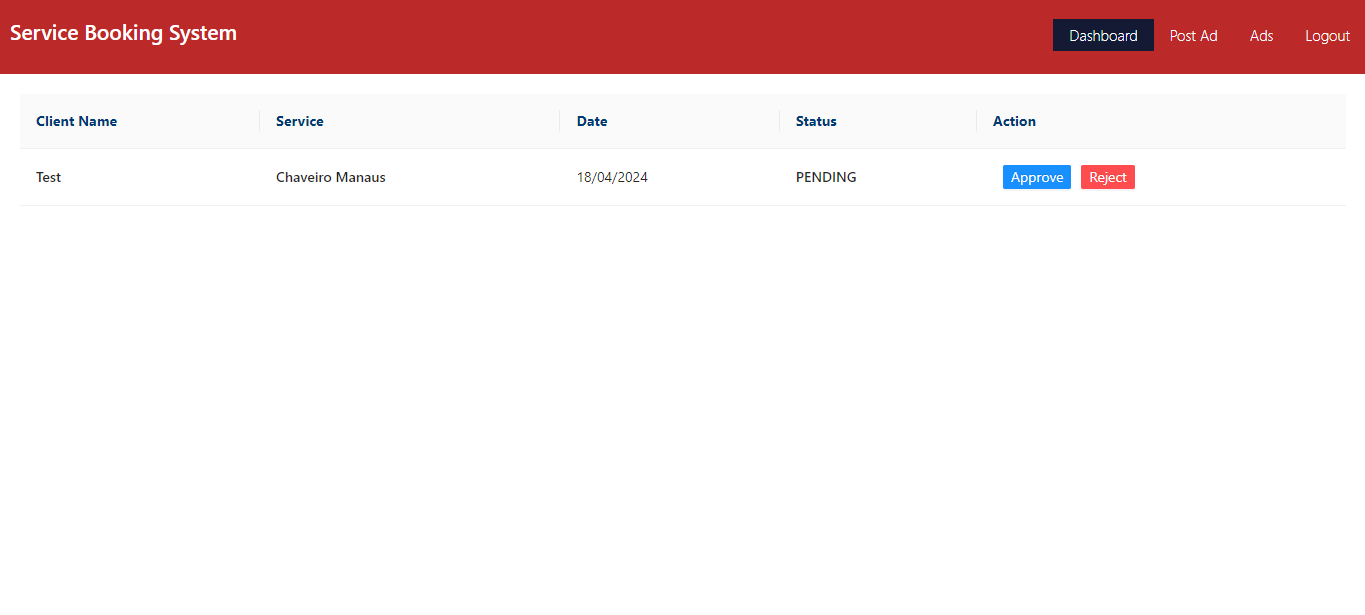 Service Booking System
Dashboard Post Ad Ads Logout
Client Name Service Date Status Action
Test Chaveiro Manaus 18/04/2024 PENDING Approve Reject